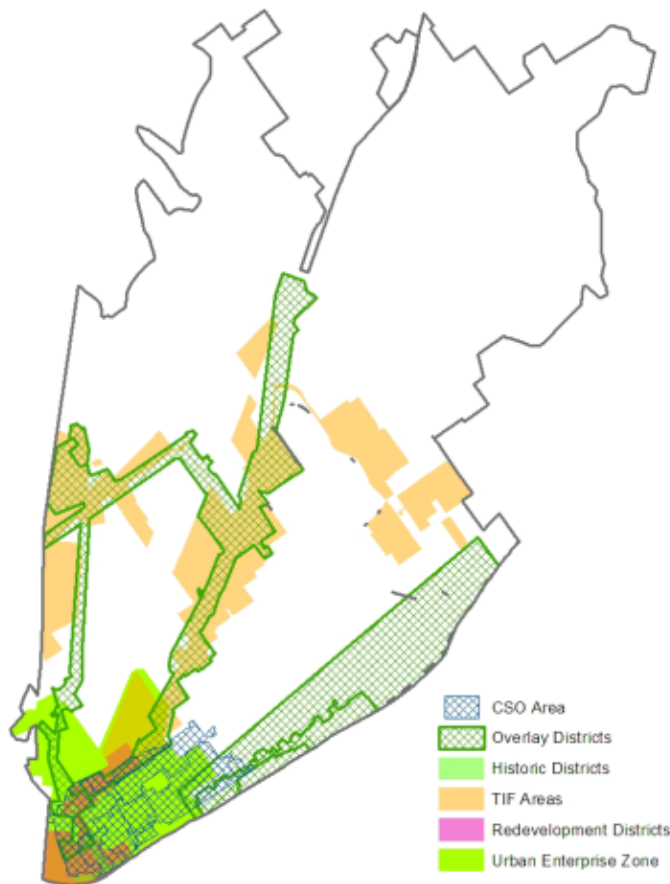 CSO Area
Overlay Districts
Historic Districts
TIF Areas
Redevelopment Districts
Urban Enterprise Zone